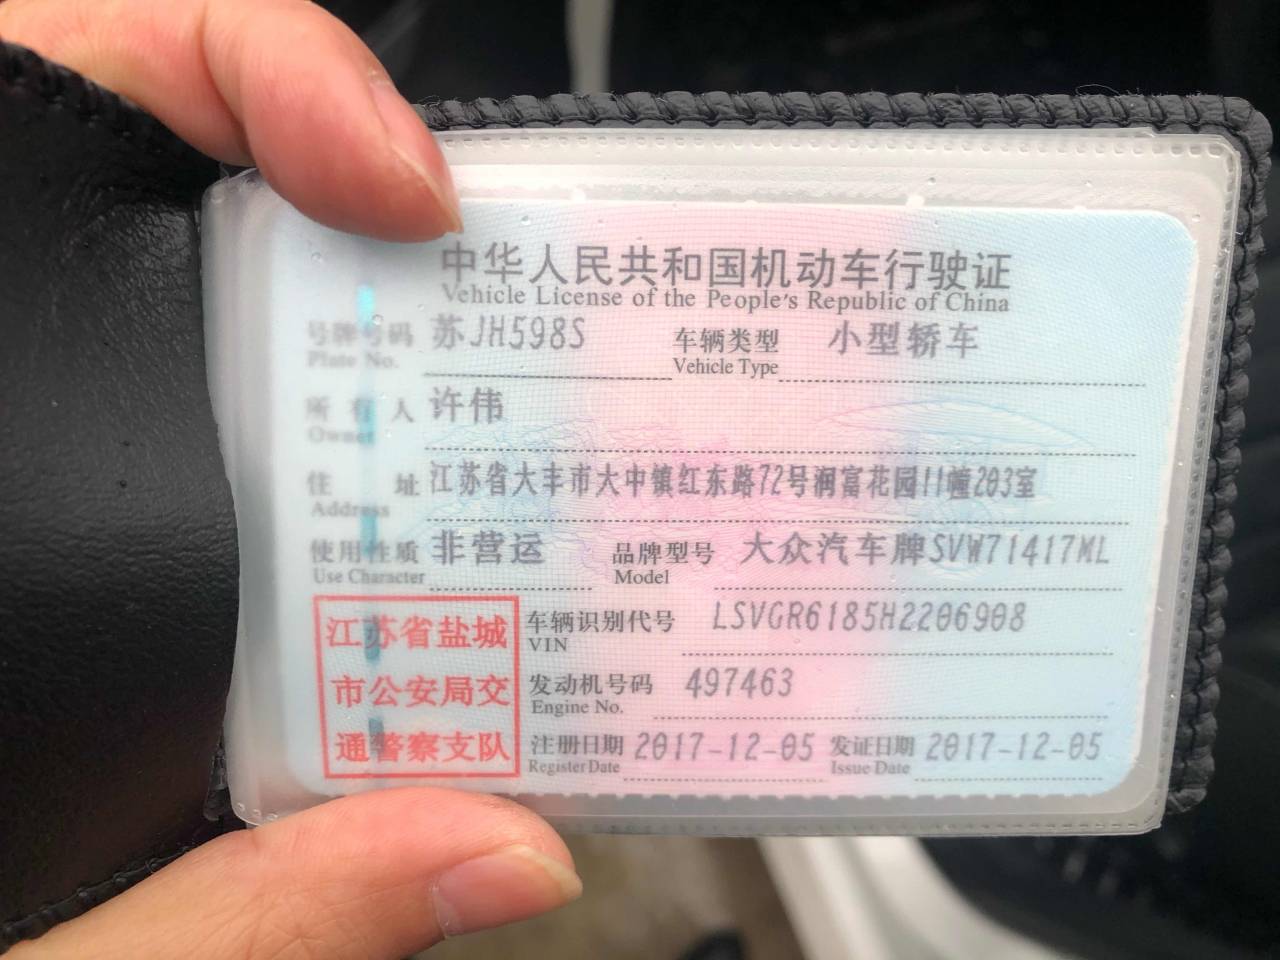 中华人民共和国机动车行驶证
Vehicle License of the People's Republic of China
号牌号码 苏JH598S 车辆类型 小型轿车
Plate No. Vehicle Type
所有人 许伟
Owner
住址 江苏省大丰市大中镇红东路72号润富花园11幢203室
Address
使用性质 非营运 品牌型号 大众汽车牌SVW71417ML
Use Character Model
江苏省盐城
市公安局交
通警察支队
车辆识别代号 LSVGR6185H2206908
VIN
发动机号码 497463
Engine No.
注册日期 2017-12-05 发证日期 2017-12-05
Register Date Issue Date